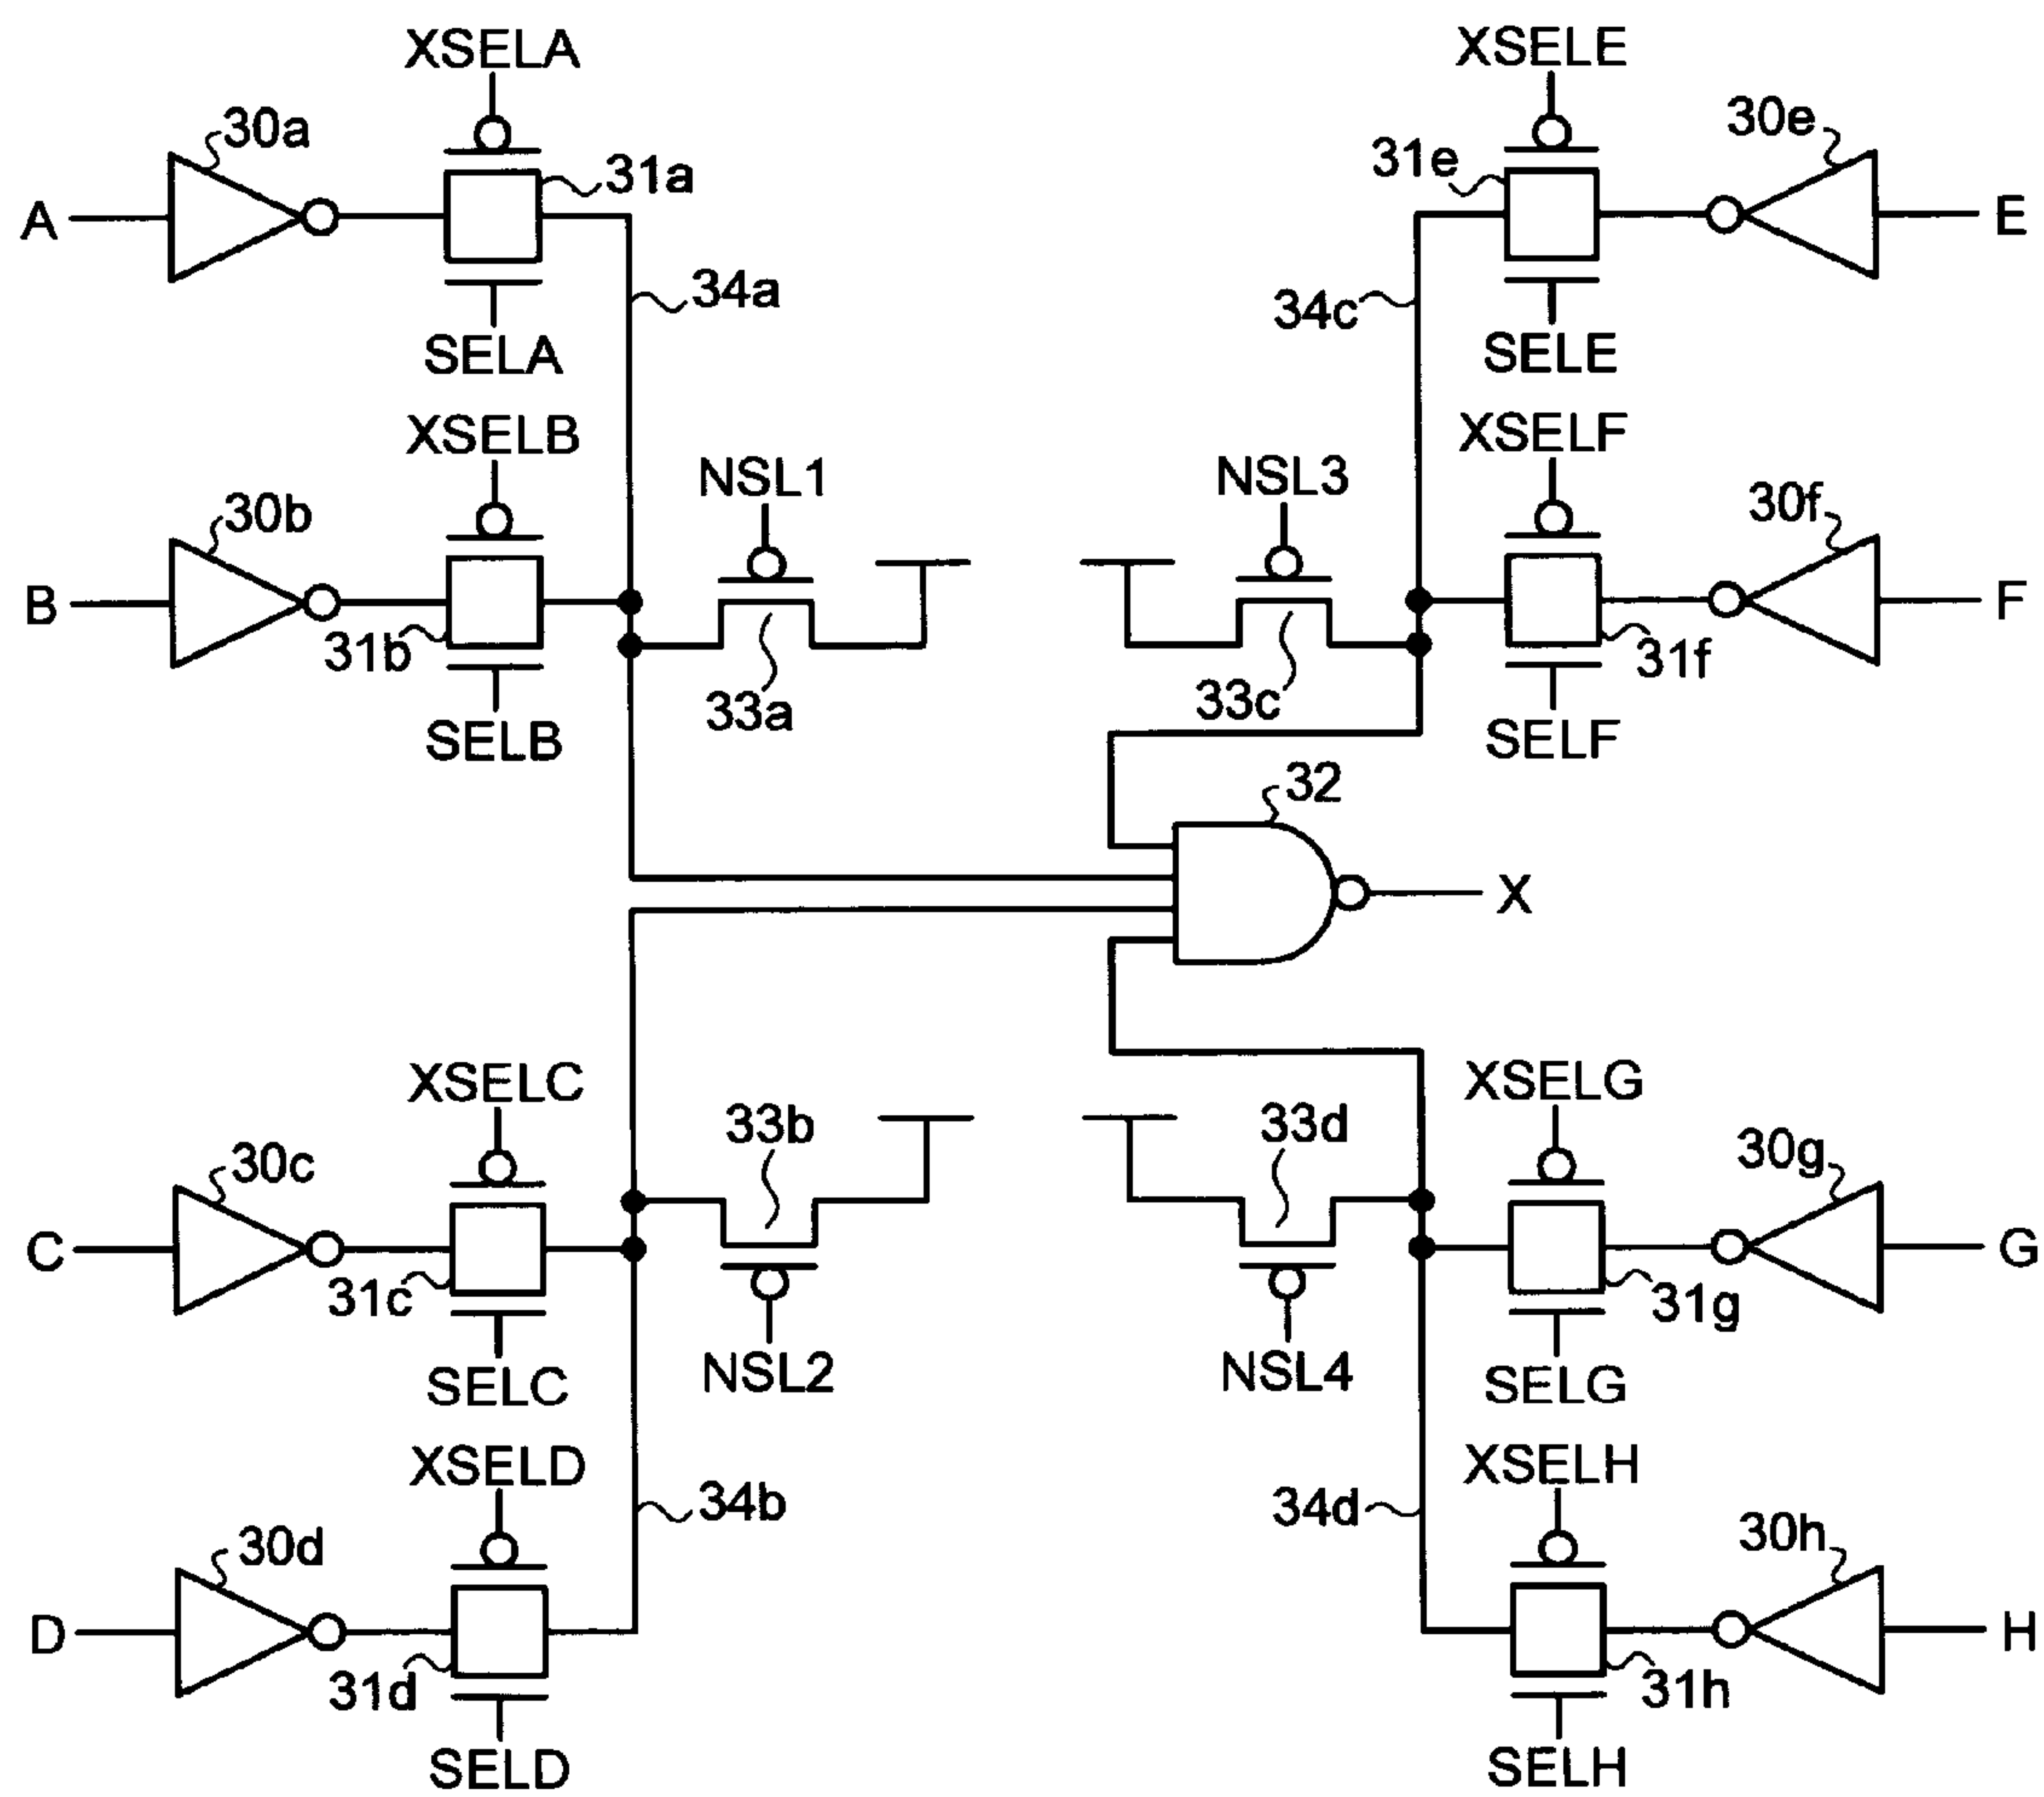 XSELA
XSELE
30a
30e
31a
31e
A
E
34a
34c
SELA
SELE
XSELB
XSELF
NSL1
NSL3
30b
30f
B
F
31b
31f
33a
33c
SELB
SELF
32
X
XSELC
XSELG
33b
33d
30c
30g
C
G
31c
31g
NSL2
NSL4
SELC
SELG
XSELD
XSELH
34b
34d
30d
30h
D
H
31d
31h
SELD
SELH